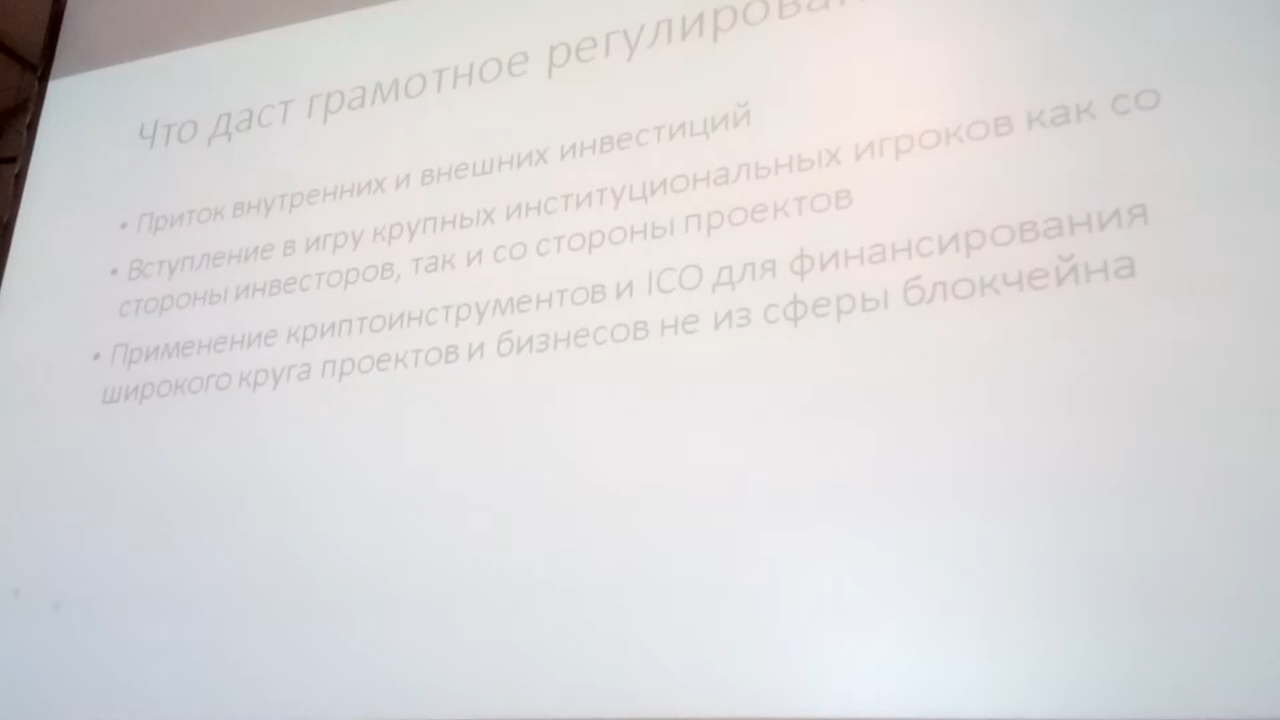 Что даст грамотное регулирован
• Приток внутренних и внешних инвестиций
• Вступление в игру крупных институциональных игроков как со
стороны инвесторов, так и со стороны проектов
• Применение криптоинструментов и ICO для финансирования
широкого круга проектов и бизнесов не из сферы блокчейна